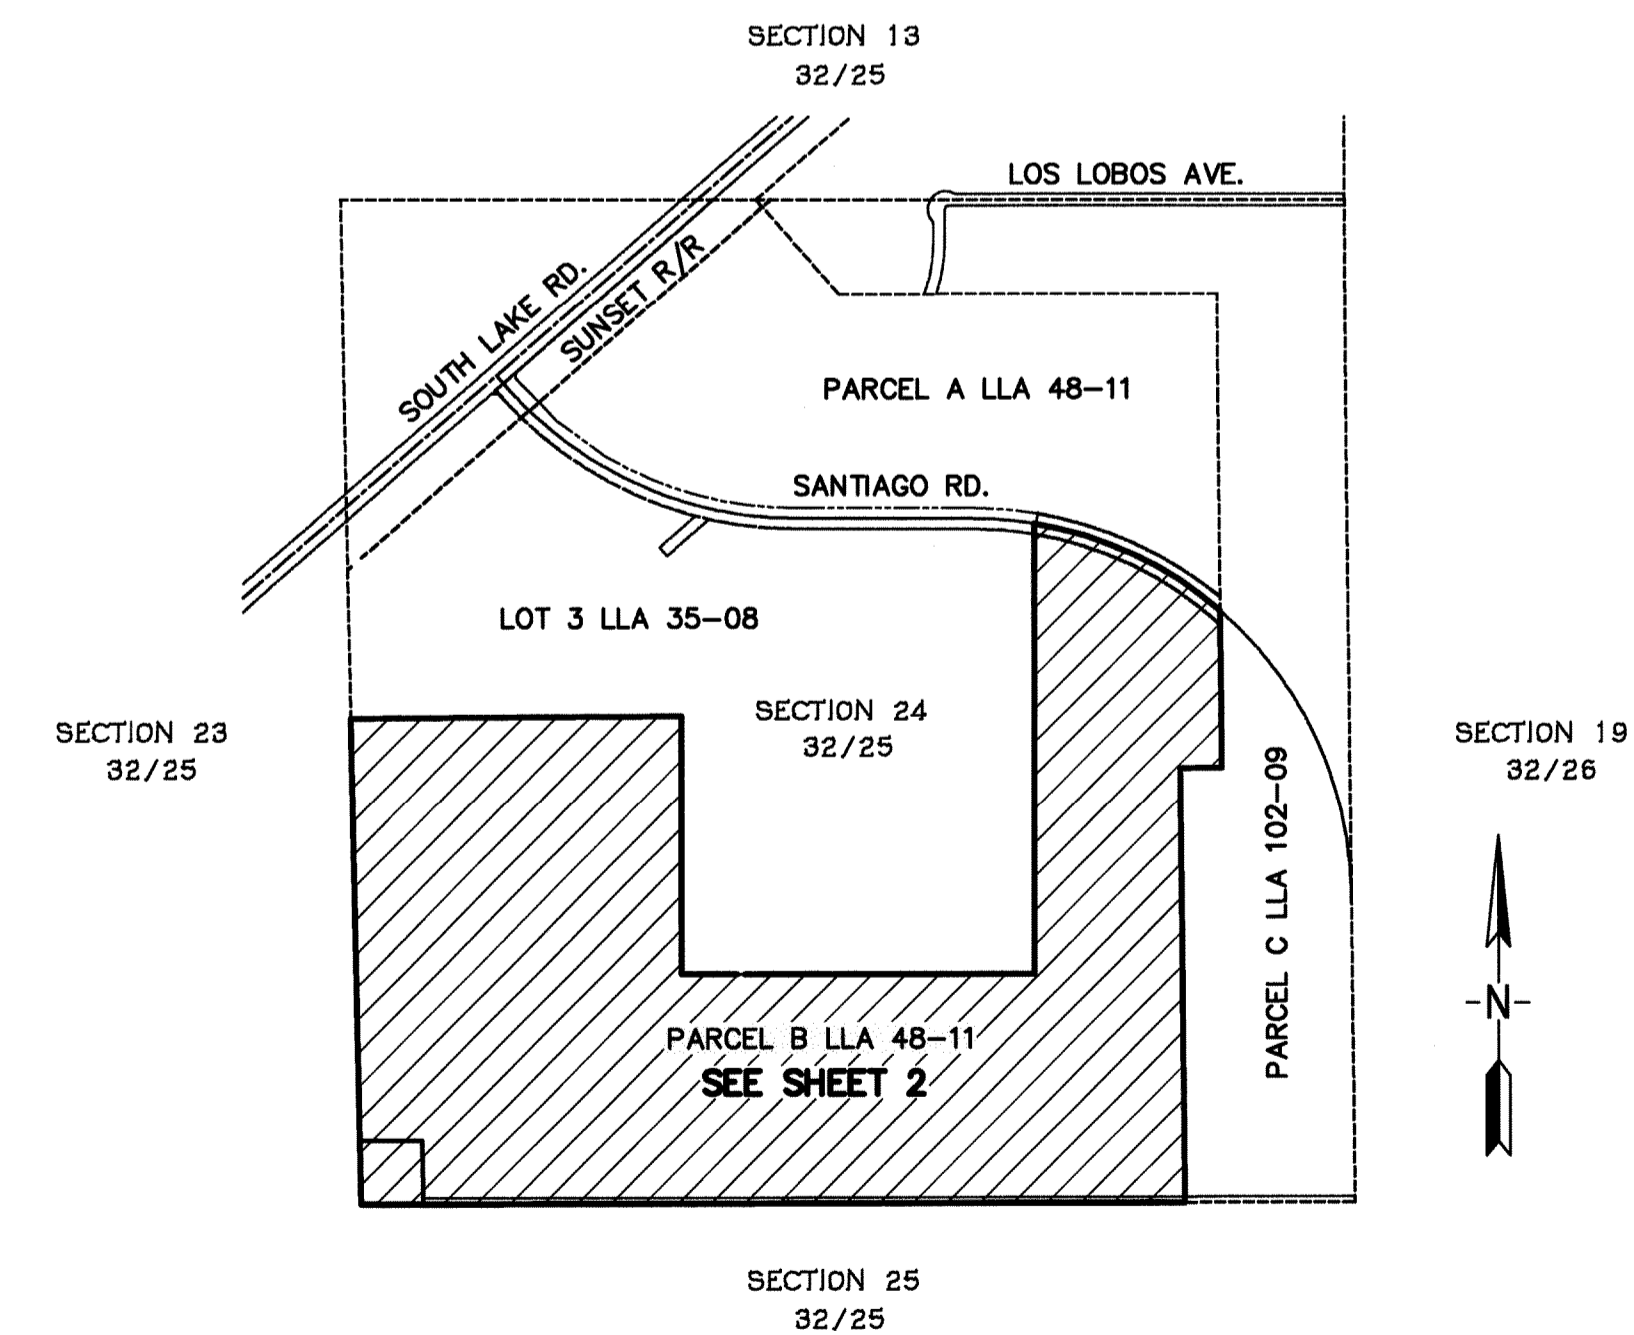 SECTION 13
32/25
LOS LOBOS AVE.
SOUTH LAKE RD.
SUNSET R/R
PARCEL A LLA 48-11
SANTIAGO RD.
LOT 3 LLA 35-08
SECTION 24
32/25
SECTION 23
32/25
SECTION 19
32/26
PARCEL C LLA 102-09
-N-
PARCEL B LLA 48-11
SEE SHEET 2
SECTION 25
32/25